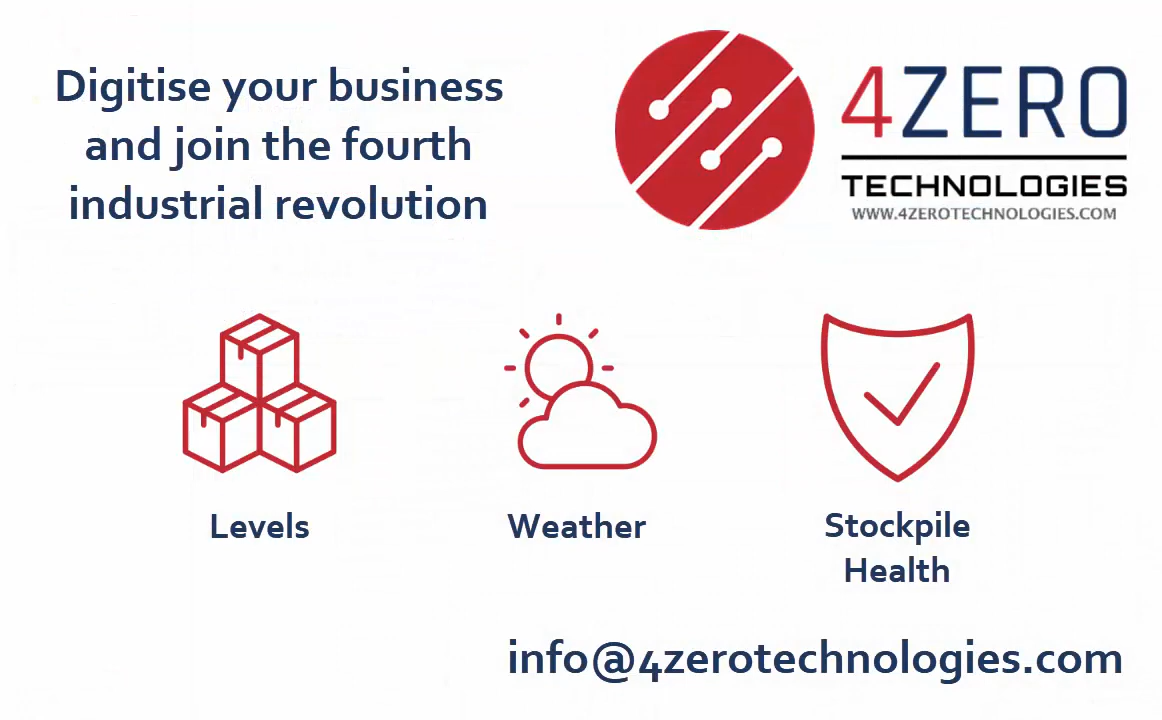 Digitise your business
and join the fourth
industrial revolution
4ZERO
TECHNOLOGIES
WWW.4ZEROTECHNOLOGIES.COM
Levels
Weather
Stockpile
Health
info@4zerotechnologies.com